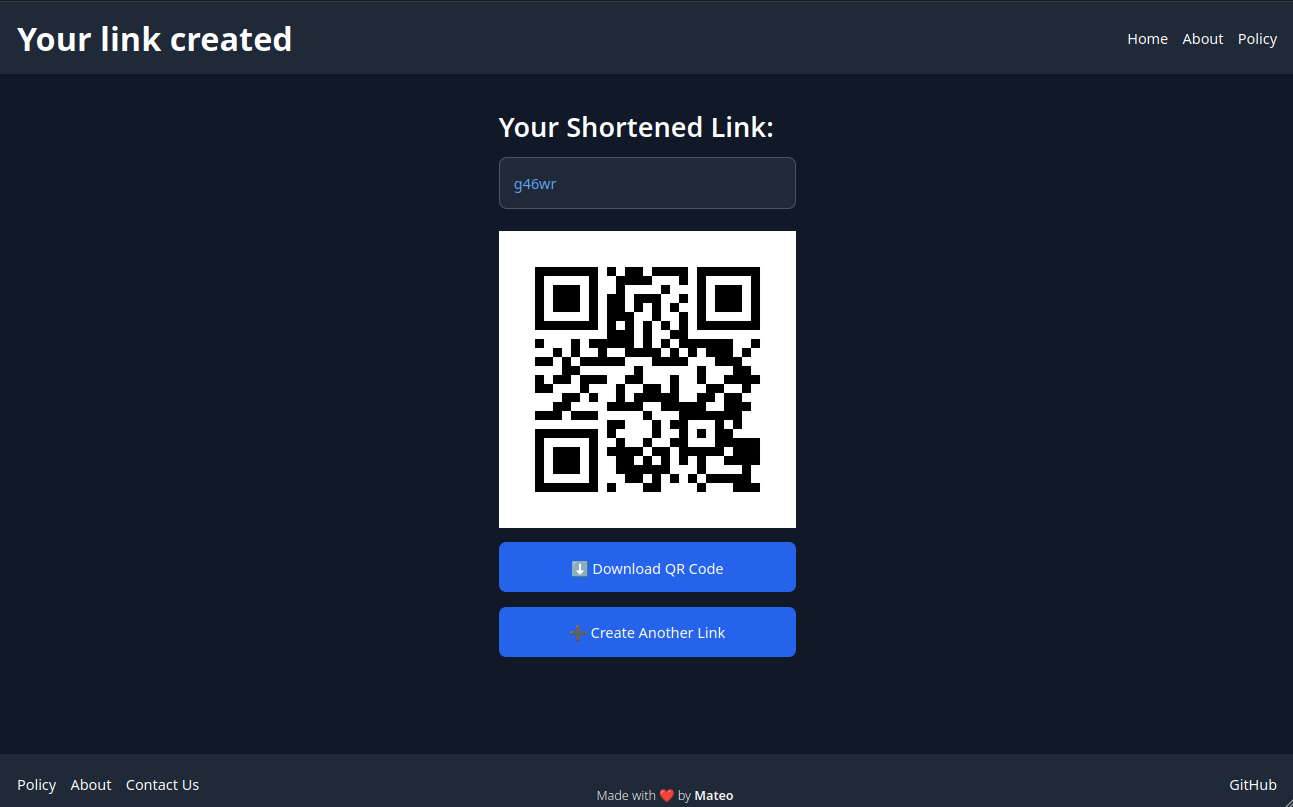 Your link created
Home About Policy
Your Shortened Link:
g46wr
⬇️ Download QR Code
➕ Create Another Link
Policy About Contact Us
Made with ❤️ by Mateo
GitHub